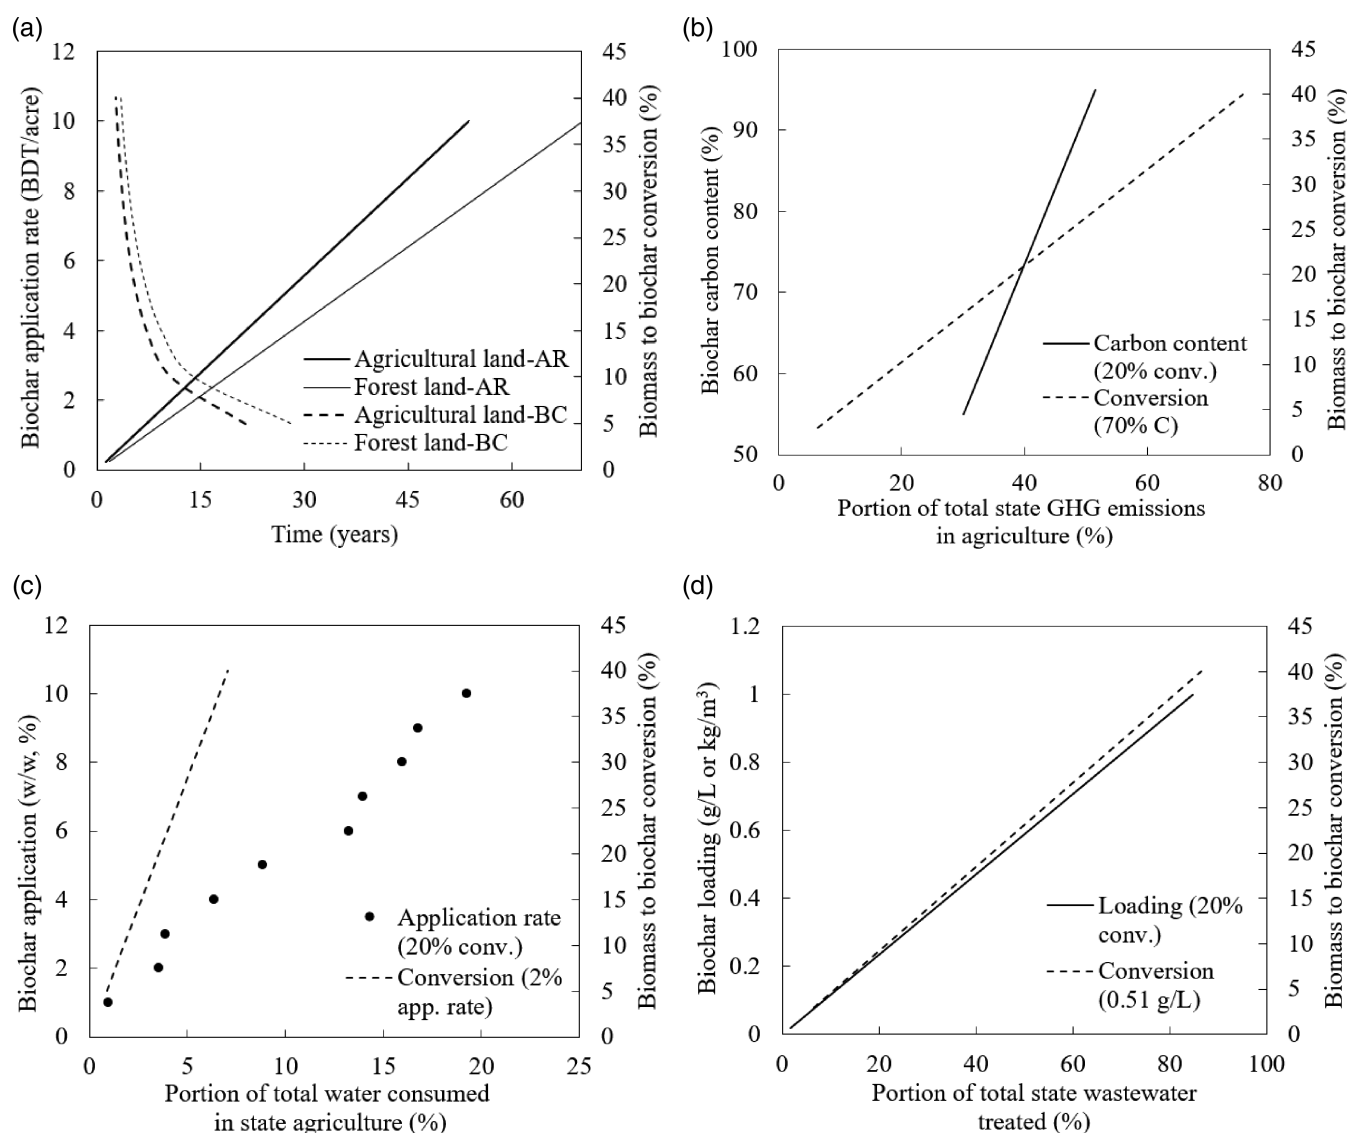 (a)
12
10
8
6
4
2
0
Biochar application rate (BDT/acre)
45
40
35
30
25
20
15
10
5
0
Biomass to biochar conversion (%)
Agricultural land-AR
Forest land-AR
Agricultural land-BC
Forest land-BC
0 15 30 45 60
Time (years)
(b)
100
90
80
70
60
50
Biochar carbon content (%)
45
40
35
30
25
20
15
10
5
0
Biomass to biochar conversion (%)
Carbon content
(20% conv.)
Conversion
(70% C)
0 20 40 60 80
Portion of total state GHG emissions
in agriculture (%)
(c)
12
10
8
6
4
2
0
Biochar application (w/w, %)
45
40
35
30
25
20
15
10
5
0
Biomass to biochar conversion (%)
Application rate
(20% conv.)
Conversion (2%
app. rate)
0 5 10 15 20 25
Portion of total water consumed
in state agriculture (%)
(d)
1.2
1
0.8
0.6
0.4
0.2
0
Biochar loading (g/L or kg/m³)
45
40
35
30
25
20
15
10
5
0
Biomass to biochar conversion (%)
Loading (20%
conv.)
Conversion
(0.51 g/L)
0 20 40 60 80 100
Portion of total state wastewater
treated (%)